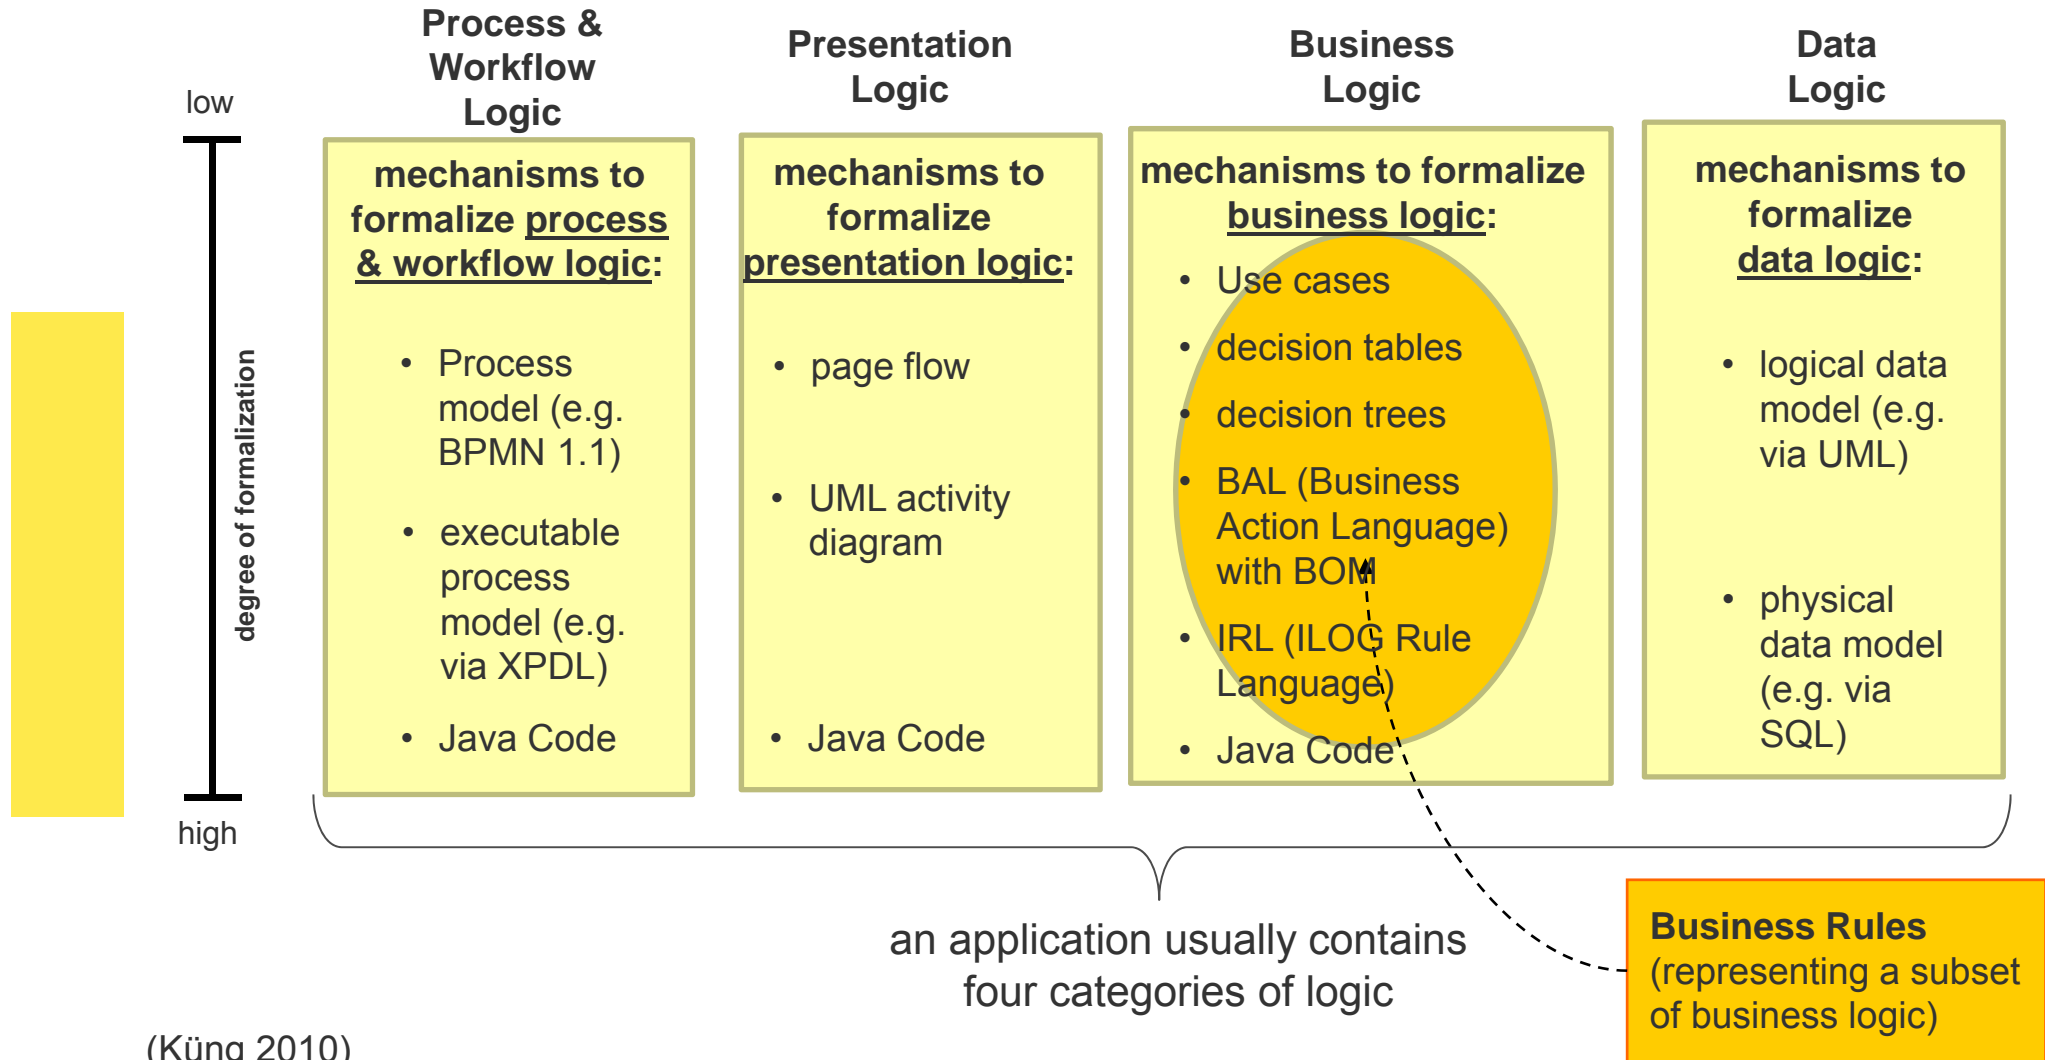 Process &
Workflow
Logic
Presentation
Logic
Business
Logic
Data
Logic
low
degree of formalization
high
mechanisms to
formalize process
& workflow logic:
• Process
model (e.g.
BPMN 1.1)
• executable
process
model (e.g.
via XPDL)
• Java Code
mechanisms to
formalize
presentation logic:
• page flow
• UML activity
diagram
• Java Code
mechanisms to formalize
business logic:
• Use cases
• decision tables
• decision trees
• BAL (Business
Action Language)
with BOM
• IRL (ILOG Rule
Language)
• Java Code
mechanisms to
formalize
data logic:
• logical data
model (e.g.
via UML)
• physical
data model
(e.g. via
SQL)
an application usually contains
four categories of logic
Business Rules
(representing a subset
of business logic)
(Küng 2010)